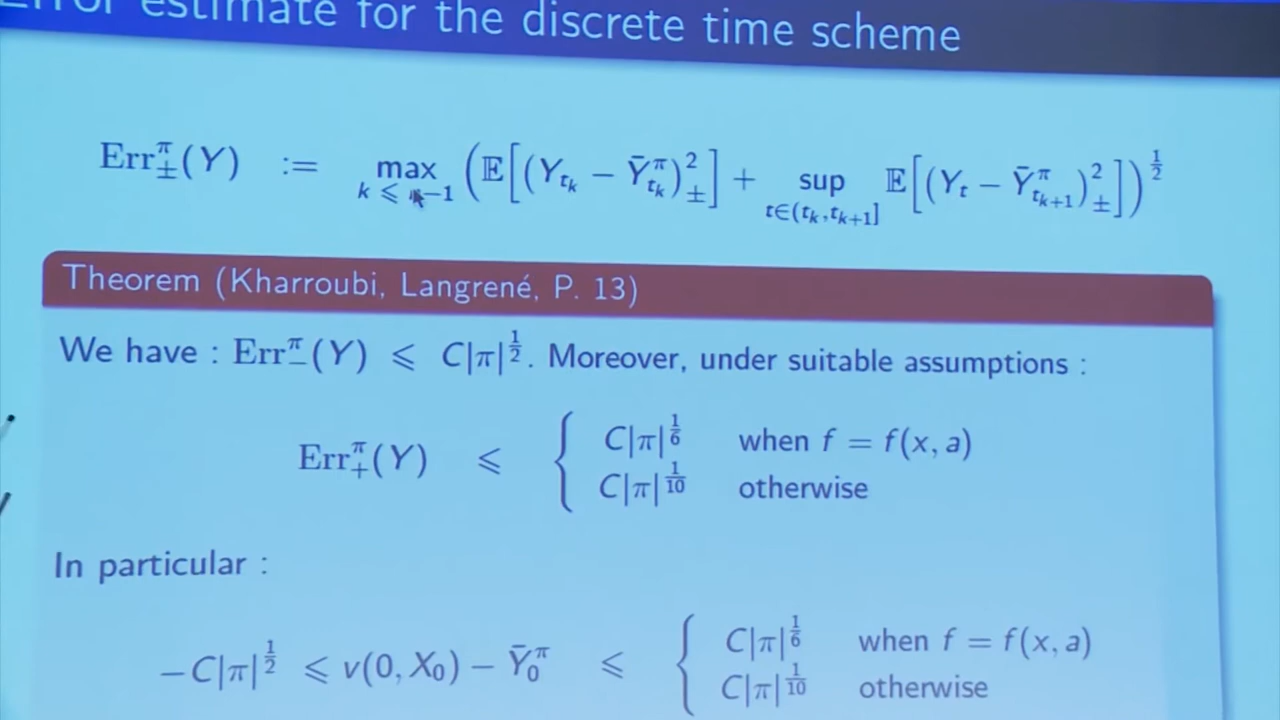 Error estimate for the discrete time scheme
Err^π_±(Y) := max_{k ⩽ n−1} (𝔼[(Y_{t_k} − Ȳ^π_{t_k})²_±] + sup_{t∈(t_k,t_{k+1}]} 𝔼[(Y_t − Ȳ^π_{t_{k+1}})²_±])^{1/2}
Theorem (Kharroubi, Langrené, P. 13)
We have : Err^π_−(Y) ⩽ C|π|^{1/2}. Moreover, under suitable assumptions :
Err^π_+(Y) ⩽ { C|π|^{1/6} when f = f(x, a)
C|π|^{1/10} otherwise
In particular :
−C|π|^{1/2} ⩽ v(0, X_0) − Ȳ^π_0 ⩽ { C|π|^{1/6} when f = f(x, a)
C|π|^{1/10} otherwise